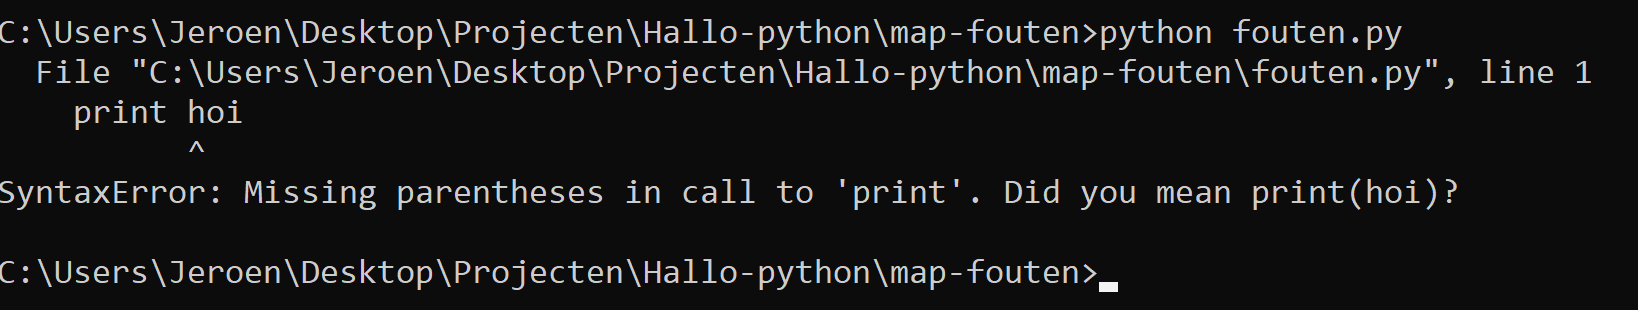 C:\Users\Jeroen\Desktop\Projecten\Hallo-python\map-fouten>python fouten.py
  File "C:\Users\Jeroen\Desktop\Projecten\Hallo-python\map-fouten\fouten.py", line 1
    print hoi
          ^
SyntaxError: Missing parentheses in call to 'print'. Did you mean print(hoi)?

C:\Users\Jeroen\Desktop\Projecten\Hallo-python\map-fouten>